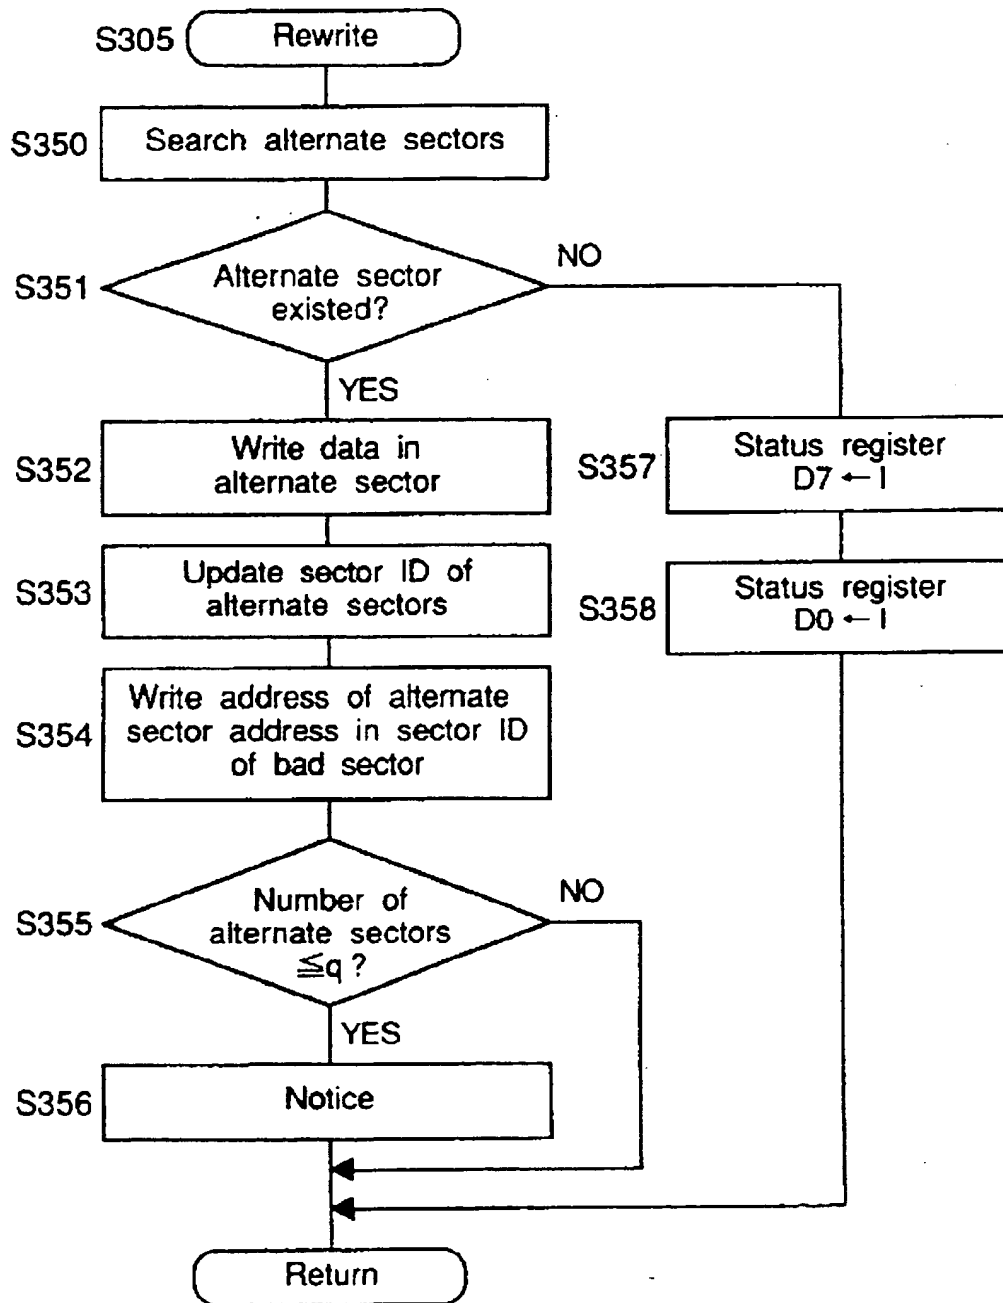 S305 Rewrite
S350 Search alternate sectors
S351 Alternate sector
existed?
NO
YES
S352 Write data in
alternate sector
S357 Status register
D7 ← I
S353 Update sector ID of
alternate sectors
S358 Status register
D0 ← I
S354 Write address of alternate
sector address in sector ID
of bad sector
S355 Number of
alternate sectors
≦q ?
NO
YES
S356 Notice
Return